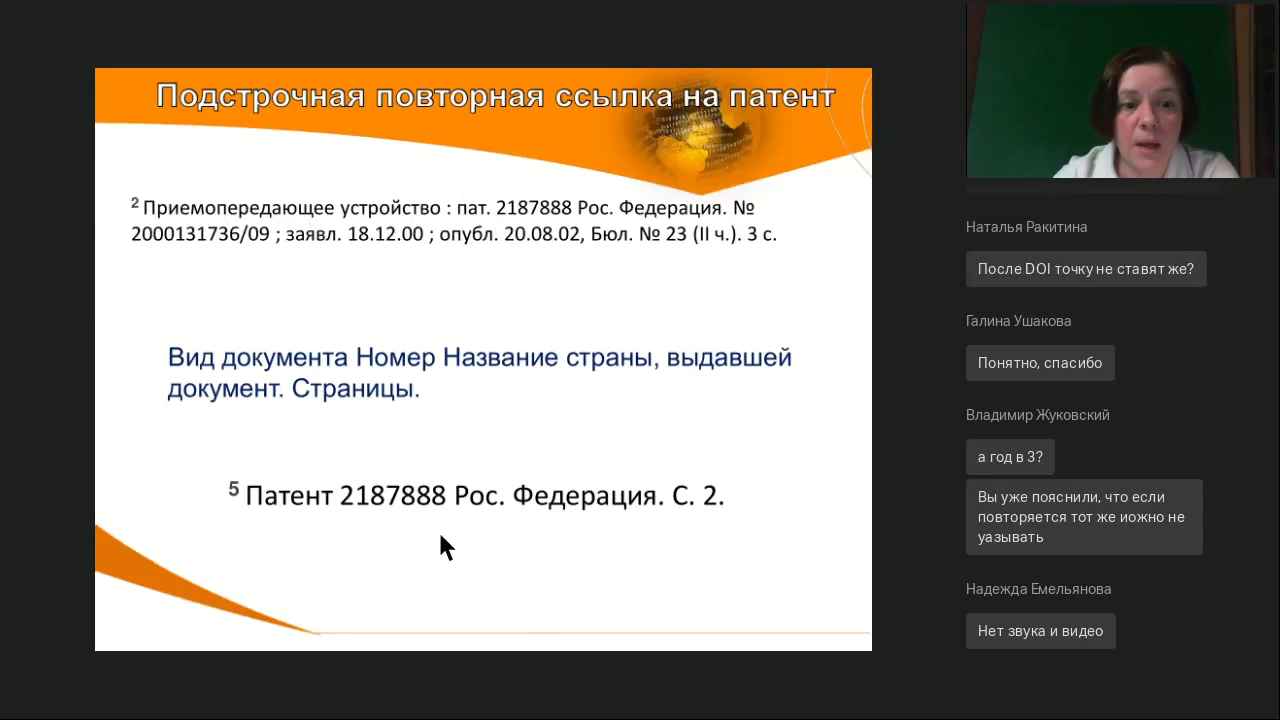 Подстрочная повторная ссылка на патент
2 Приемопередающее устройство : пат. 2187888 Рос. Федерация. №
2000131736/09 ; заявл. 18.12.00 ; опубл. 20.08.02, Бюл. № 23 (II ч.). 3 с.
Вид документа Номер Название страны, выдавшей
документ. Страницы.
5 Патент 2187888 Рос. Федерация. С. 2.
Наталья Ракитина
После DOI точку не ставят же?
Галина Ушакова
Понятно, спасибо
Владимир Жуковский
а год в 3?
Вы уже пояснили, что если
повторяется тот же иожно не
уазывать
Надежда Емельянова
Нет звука и видео